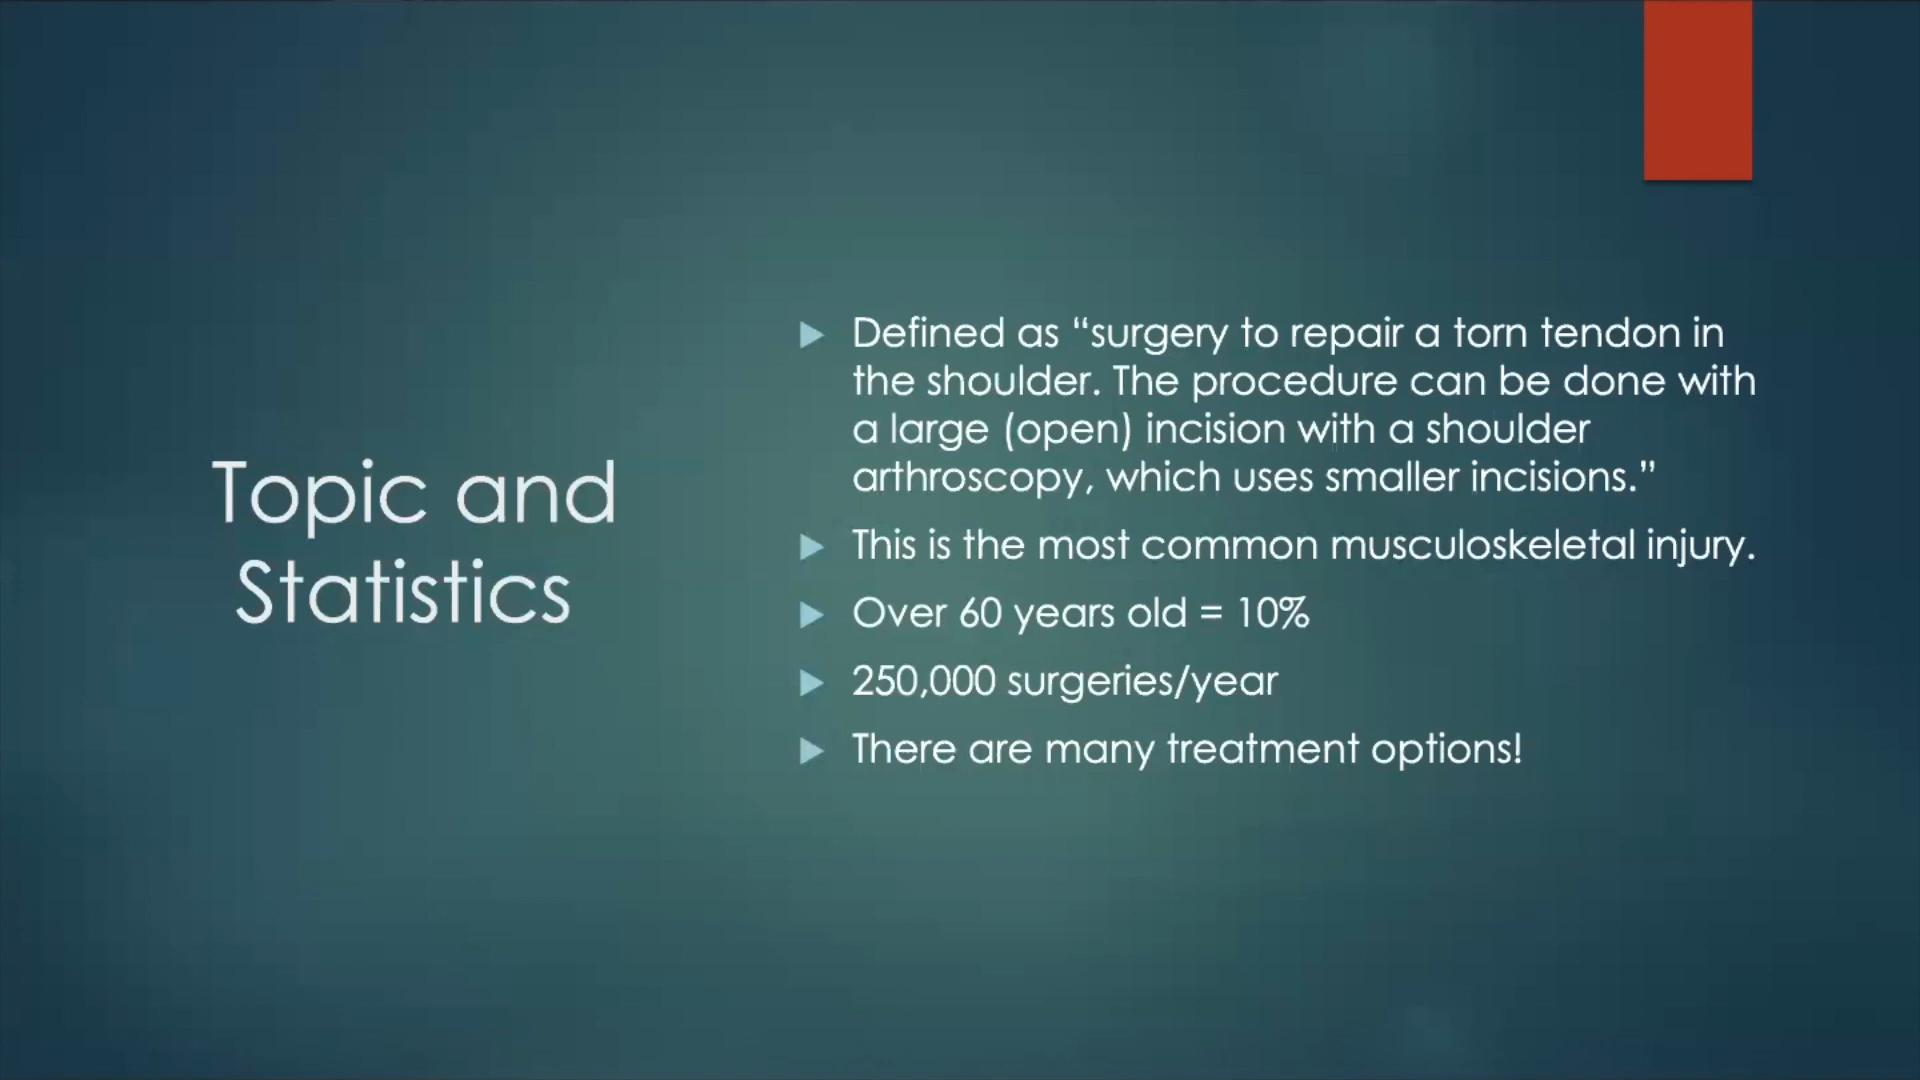 Topic and
Statistics
Defined as “surgery to repair a torn tendon in
the shoulder. The procedure can be done with
a large (open) incision with a shoulder
arthroscopy, which uses smaller incisions.”
This is the most common musculoskeletal injury.
Over 60 years old = 10%
250,000 surgeries/year
There are many treatment options!